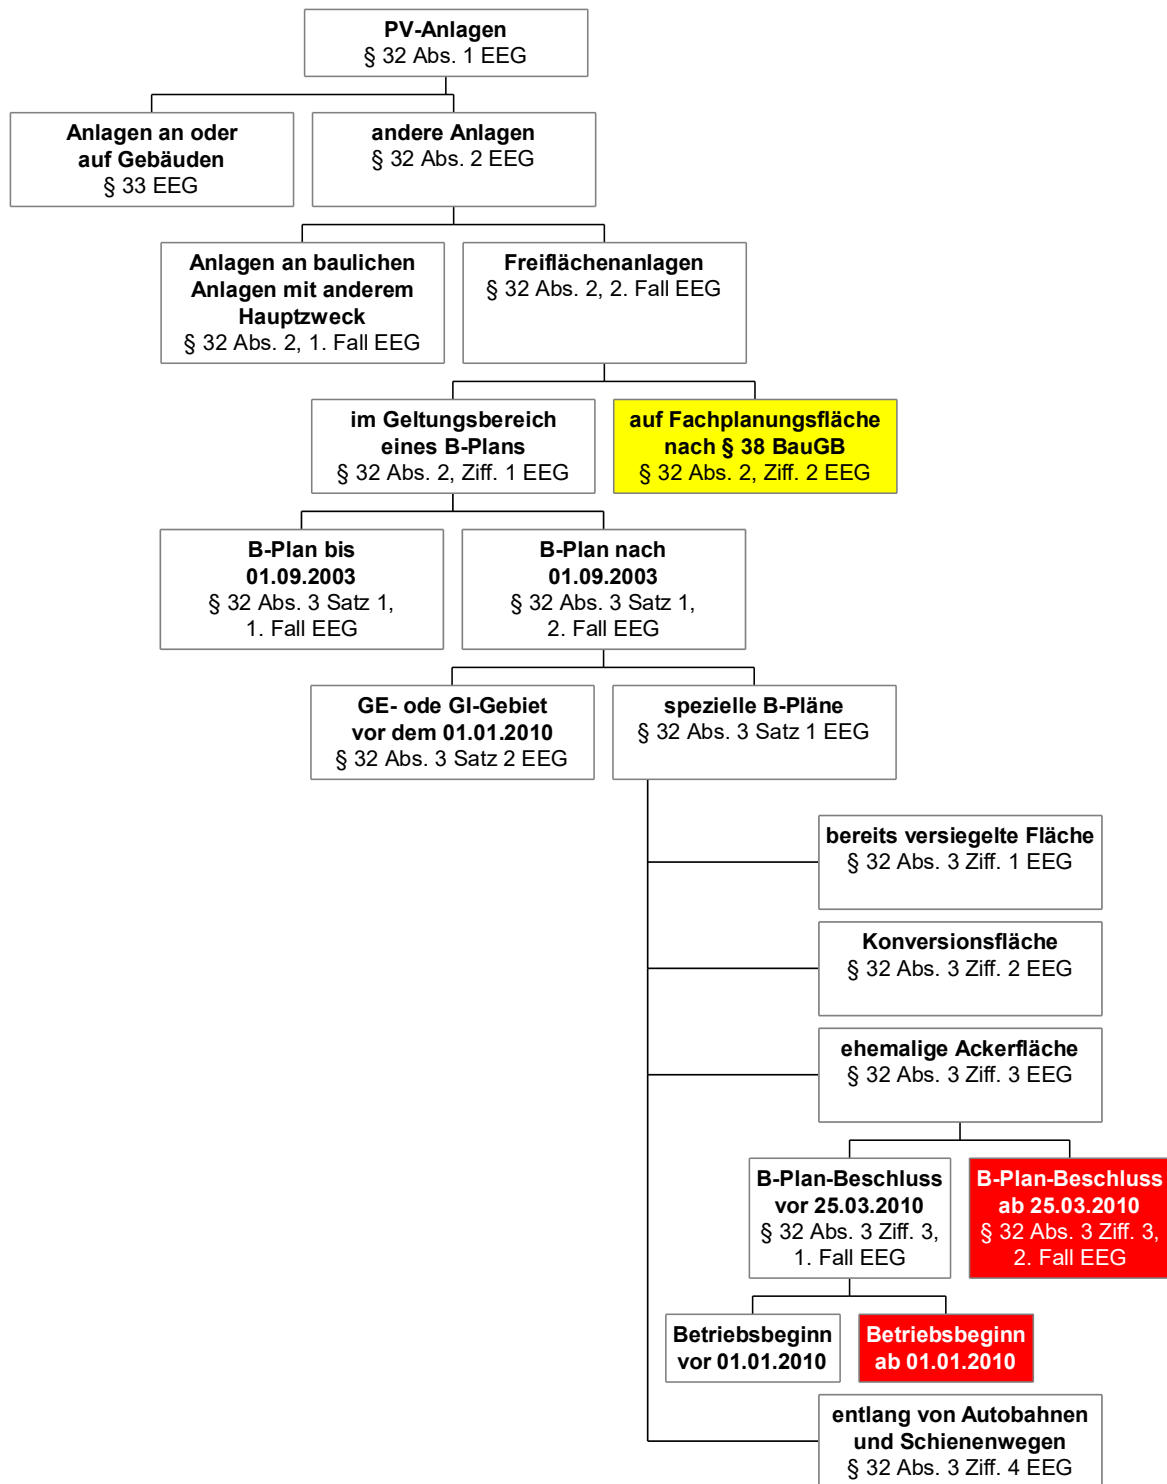 PV-Anlagen
§ 32 Abs. 1 EEG
Anlagen an oder
auf Gebäuden
§ 33 EEG
andere Anlagen
§ 32 Abs. 2 EEG
Anlagen an baulichen
Anlagen mit anderem
Hauptzweck
§ 32 Abs. 2, 1. Fall EEG
Freiflächenanlagen
§ 32 Abs. 2, 2. Fall EEG
im Geltungsbereich
eines B-Plans
§ 32 Abs. 2, Ziff. 1 EEG
auf Fachplanungsfläche
nach § 38 BauGB
§ 32 Abs. 2, Ziff. 2 EEG
B-Plan bis
01.09.2003
§ 32 Abs. 3 Satz 1,
1. Fall EEG
B-Plan nach
01.09.2003
§ 32 Abs. 3 Satz 1,
2. Fall EEG
GE- ode GI-Gebiet
vor dem 01.01.2010
§ 32 Abs. 3 Satz 2 EEG
spezielle B-Pläne
§ 32 Abs. 3 Satz 1 EEG
bereits versiegelte Fläche
§ 32 Abs. 3 Ziff. 1 EEG
Konversionsfläche
§ 32 Abs. 3 Ziff. 2 EEG
ehemalige Ackerfläche
§ 32 Abs. 3 Ziff. 3 EEG
B-Plan-Beschluss
vor 25.03.2010
§ 32 Abs. 3 Ziff. 3,
1. Fall EEG
B-Plan-Beschluss
ab 25.03.2010
§ 32 Abs. 3 Ziff. 3,
2. Fall EEG
Betriebsbeginn
vor 01.01.2010
Betriebsbeginn
ab 01.01.2010
entlang von Autobahnen
und Schienenwegen
§ 32 Abs. 3 Ziff. 4 EEG